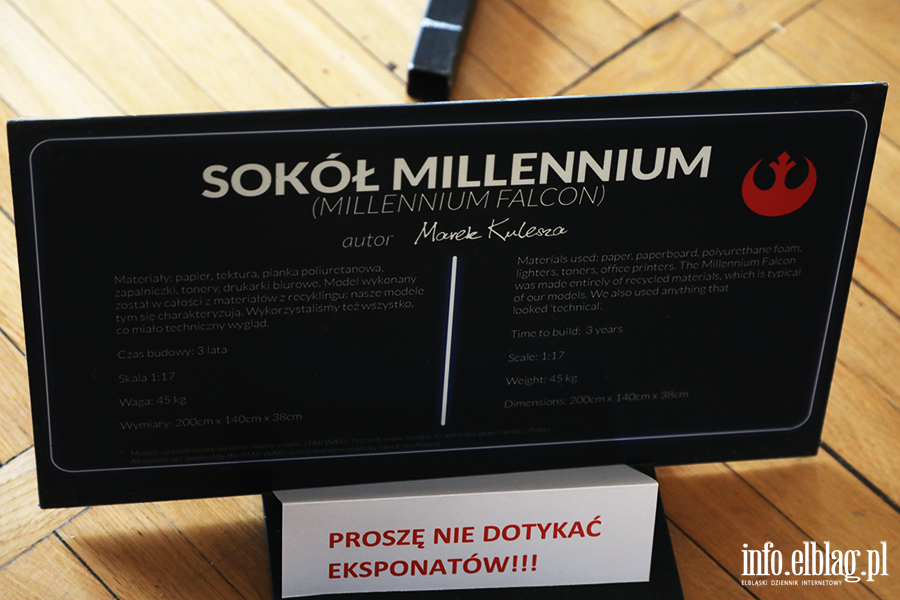 SOKÓŁ MILLENNIUM
(MILLENNIUM FALCON)
autor Marek Kulesza
Materiały: papier, tektura, pianka poliuretanowa,
zapalniczki, tonery, drukarki biurowe. Model wykonany
został w całości z materiałów z recyklingu; nasze modele
tym się charakteryzują. Wykorzystaliśmy też wszystko,
co miało techniczny wygląd.
Czas budowy: 3 lata
Skala 1:17
Waga: 45 kg
Wymiary: 200cm x 140cm x 38cm
Materials used: paper, paperboard, polyurethane foam,
lighters, toners, office printers. The Millennium Falcon
was made entirely of recycled materials, which is typical
of our models. We also used anything that
looked 'technical'.
Time to build: 3 years
Scale: 1:17
Weight: 45 kg
Dimensions: 200cm x 140cm x 38cm
PROSZĘ NIE DOTYKAĆ
EKSPONATÓW!!!
info.elblag.pl
ELBLĄSKI DZIENNIK INTERNETOWY